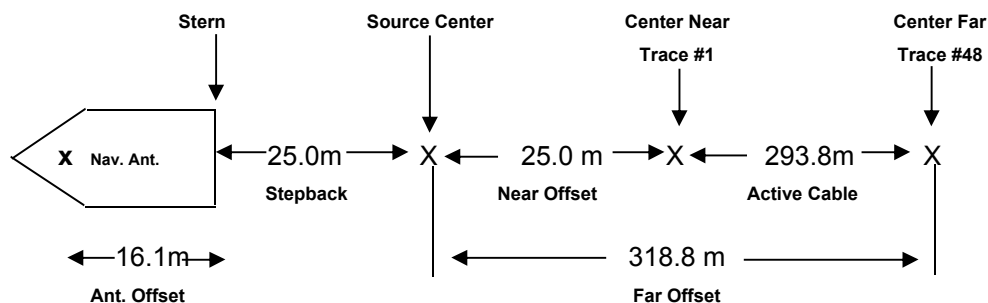 Stern Source Center Center Near Center Far
Trace #1 Trace #48
X Nav. Ant. 25.0m X 25.0 m X 293.8m X
Stepback Near Offset Active Cable
16.1m 318.8 m
Ant. Offset Far Offset